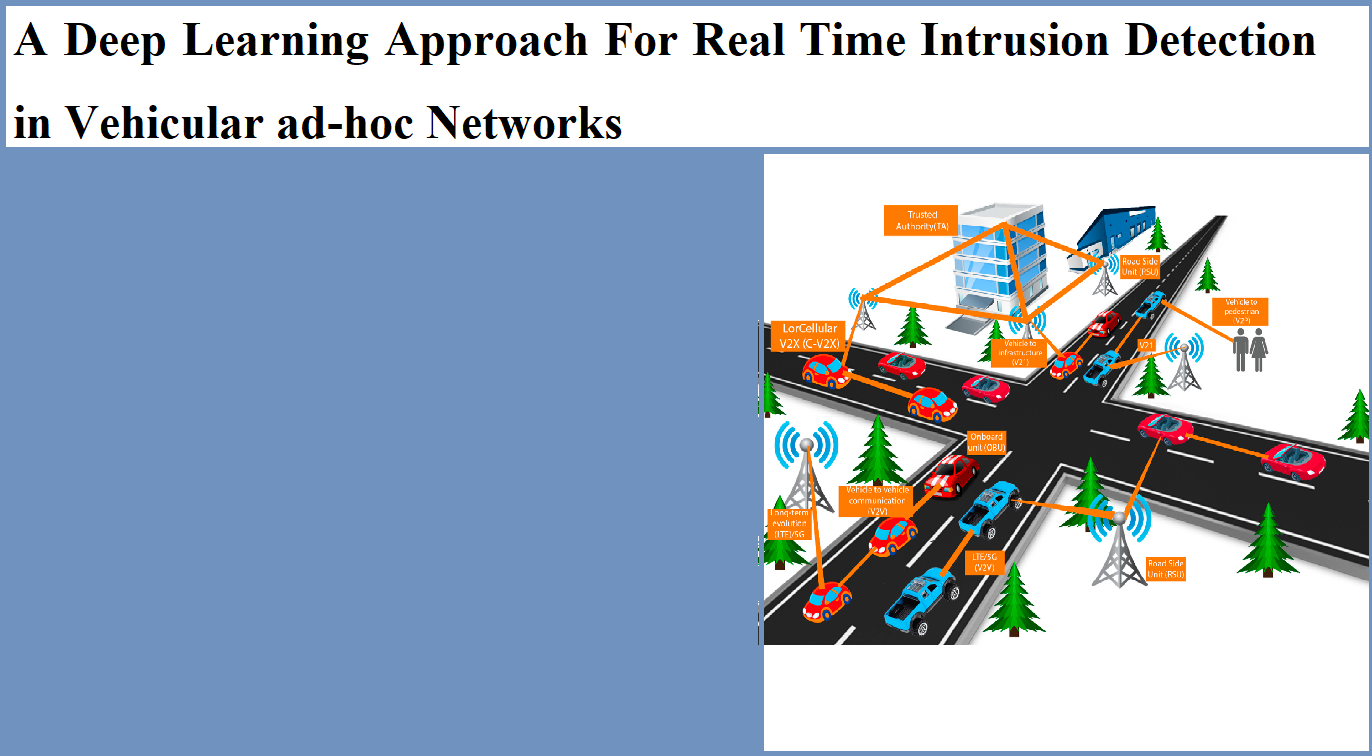 A Deep Learning Approach For Real Time Intrusion Detection
in Vehicular ad-hoc Networks
Trusted
Authority(TA)
Road Side
Unit (RSU)
Vehicle to
pedestrian
(V2P)
LorCellular
V2X (C-V2X)
Vehicle to
Infrastructure
(V21)
V21
Onboard
unit (OBU)
Vehicle to Vehicle
communication
(V2V)
Long-term
evolution
(LTE)/5G
LTE/5G
(V2V)
Road Side
Unit (RSU)